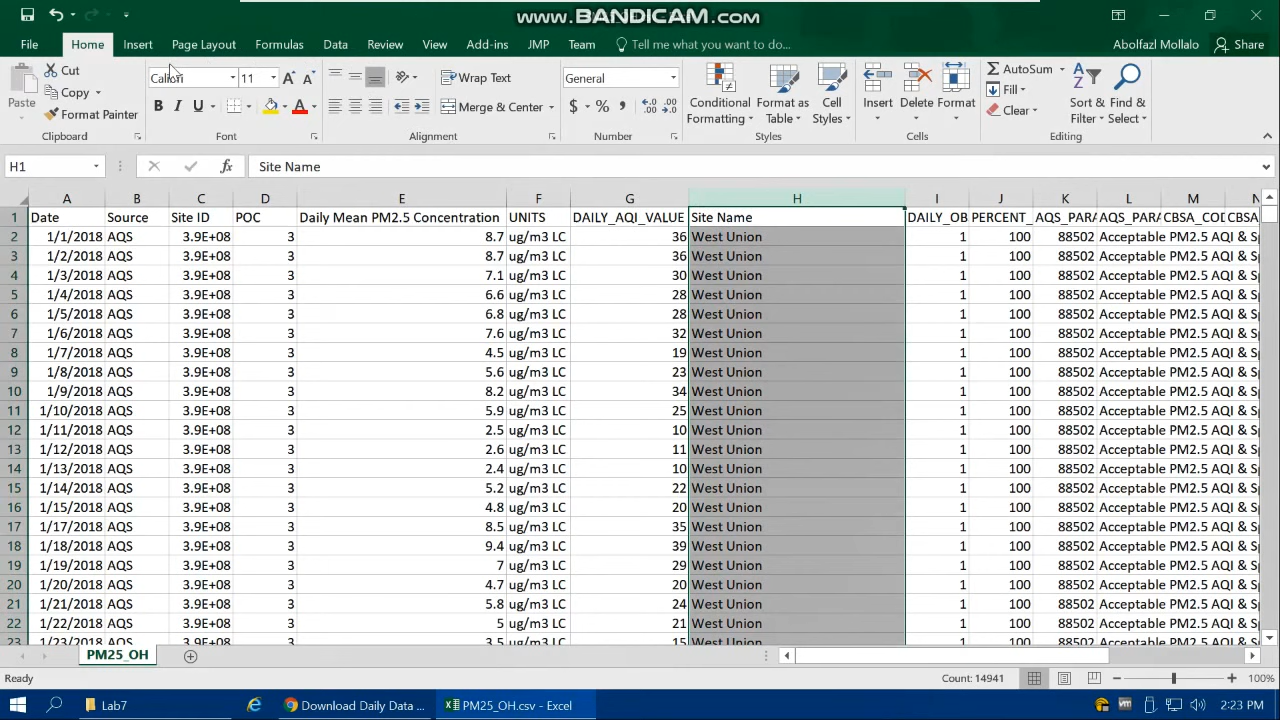 www.BANDICAM.com
File Home Insert Page Layout Formulas Data Review View Add-ins JMP Team Tell me what you want to do... Abolfazl Mollalo Share
Cut Calibri 11 Wrap Text General AutoSum
Copy Fill
Paste Format Painter B I U Merge & Center $ % , Conditional Formatting Format as Table Cell Styles Insert Delete Format Clear Sort & Filter Find & Select
Clipboard Font Alignment Number Styles Cells Editing
H1 fx Site Name
A B C D E F G H I J K L M N
1 Date Source Site ID POC Daily Mean PM2.5 Concentration UNITS DAILY_AQI_VALUE Site Name DAILY_OB PERCENT_ AQS_PARA AQS_PARA CBSA_COD CBSA
2 1/1/2018 AQS 3.9E+08 3 8.7 ug/m3 LC 36 West Union 1 100 88502 Acceptable PM2.5 AQI & Sp
3 1/2/2018 AQS 3.9E+08 3 8.7 ug/m3 LC 36 West Union 1 100 88502 Acceptable PM2.5 AQI & Sp
4 1/3/2018 AQS 3.9E+08 3 7.1 ug/m3 LC 30 West Union 1 100 88502 Acceptable PM2.5 AQI & Sp
5 1/4/2018 AQS 3.9E+08 3 6.6 ug/m3 LC 28 West Union 1 100 88502 Acceptable PM2.5 AQI & Sp
6 1/5/2018 AQS 3.9E+08 3 6.8 ug/m3 LC 28 West Union 1 100 88502 Acceptable PM2.5 AQI & Sp
7 1/6/2018 AQS 3.9E+08 3 7.6 ug/m3 LC 32 West Union 1 100 88502 Acceptable PM2.5 AQI & Sp
8 1/7/2018 AQS 3.9E+08 3 4.5 ug/m3 LC 19 West Union 1 100 88502 Acceptable PM2.5 AQI & Sp
9 1/8/2018 AQS 3.9E+08 3 5.6 ug/m3 LC 23 West Union 1 100 88502 Acceptable PM2.5 AQI & Sp
10 1/9/2018 AQS 3.9E+08 3 8.2 ug/m3 LC 34 West Union 1 100 88502 Acceptable PM2.5 AQI & Sp
11 1/10/2018 AQS 3.9E+08 3 5.9 ug/m3 LC 25 West Union 1 100 88502 Acceptable PM2.5 AQI & Sp
12 1/11/2018 AQS 3.9E+08 3 2.5 ug/m3 LC 10 West Union 1 100 88502 Acceptable PM2.5 AQI & Sp
13 1/12/2018 AQS 3.9E+08 3 2.6 ug/m3 LC 11 West Union 1 100 88502 Acceptable PM2.5 AQI & Sp
14 1/13/2018 AQS 3.9E+08 3 2.4 ug/m3 LC 10 West Union 1 100 88502 Acceptable PM2.5 AQI & Sp
15 1/14/2018 AQS 3.9E+08 3 5.2 ug/m3 LC 22 West Union 1 100 88502 Acceptable PM2.5 AQI & Sp
16 1/15/2018 AQS 3.9E+08 3 4.8 ug/m3 LC 20 West Union 1 100 88502 Acceptable PM2.5 AQI & Sp
17 1/17/2018 AQS 3.9E+08 3 8.5 ug/m3 LC 35 West Union 1 100 88502 Acceptable PM2.5 AQI & Sp
18 1/18/2018 AQS 3.9E+08 3 9.4 ug/m3 LC 39 West Union 1 100 88502 Acceptable PM2.5 AQI & Sp
19 1/19/2018 AQS 3.9E+08 3 7 ug/m3 LC 29 West Union 1 100 88502 Acceptable PM2.5 AQI & Sp
20 1/20/2018 AQS 3.9E+08 3 4.7 ug/m3 LC 20 West Union 1 100 88502 Acceptable PM2.5 AQI & Sp
21 1/21/2018 AQS 3.9E+08 3 5.8 ug/m3 LC 24 West Union 1 100 88502 Acceptable PM2.5 AQI & Sp
22 1/22/2018 AQS 3.9E+08 3 5 ug/m3 LC 21 West Union 1 100 88502 Acceptable PM2.5 AQI & Sp
23 1/23/2018 AQS 3.9E+08 3 3.5 ug/m3 LC 15 West Union 1 100 88502 Acceptable PM2.5 AQI & Sp
PM25_OH
Ready Count: 14941 100%
Lab7 Download Daily Data ... PM25_OH.csv - Excel 2:23 PM